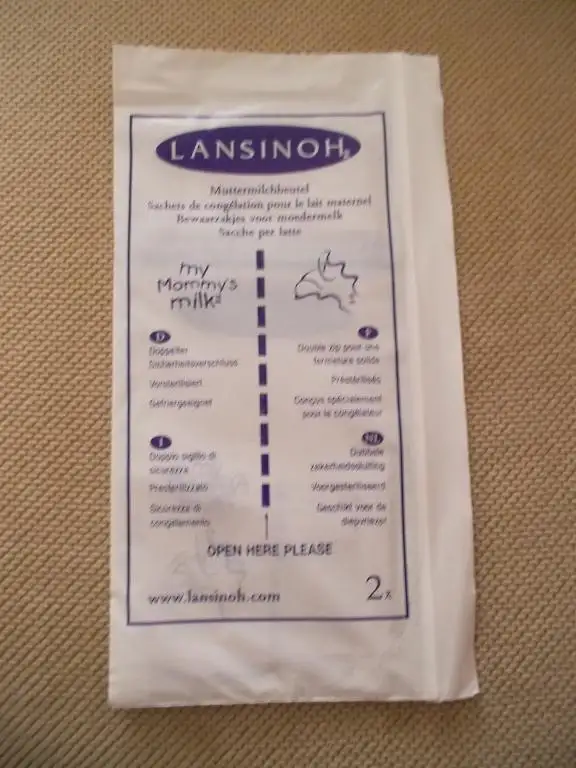 LANSINOH
Muttermilchbeutel
Sachets de congélation pour le lait maternel
Bewaarzakjes voor moedermelk
Sacche per latte
my
Mommy's
milk
D
Doppelter
Sicherheitsverschluss
Vorsterilisiert
Gefriergeeignet
F
Double zip pour une
fermeture solide
Préstérilisés
Conçus spécialement
pour le congélateur
I
Doppio sigillo di
sicurezza
Presterilizzato
Sicurezza di
congelamento
NL
Dubbele
zekerheidssluiting
Voorgesteriliseerd
Geschikt voor de
diepvriezer
OPEN HERE PLEASE
www.lansinoh.com
2x